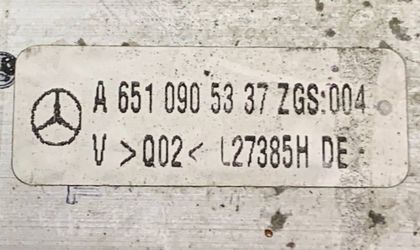 A 651 090 53 37 ZGS:004
V >Q02< L27385H DE